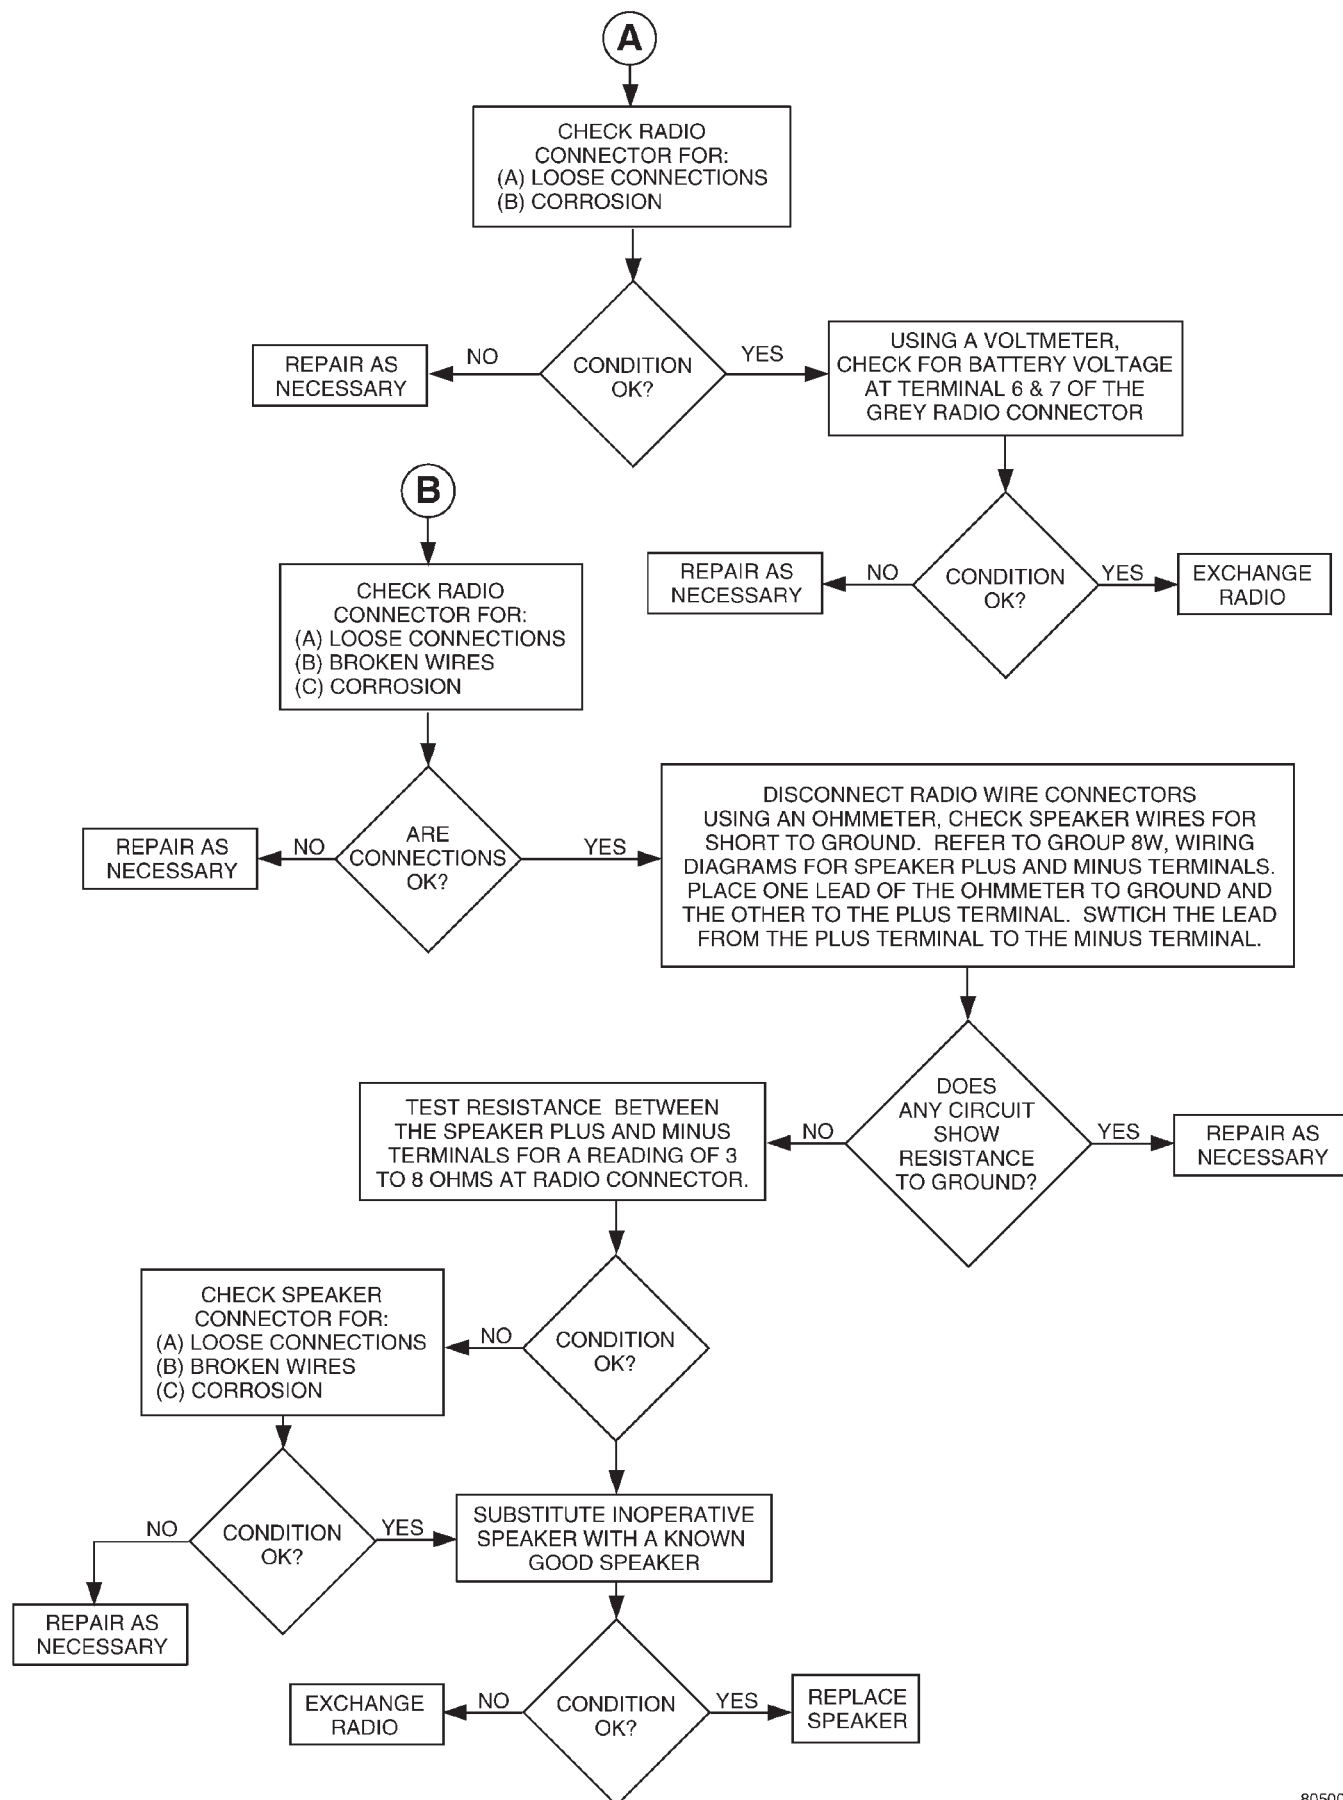 A
CHECK RADIO
CONNECTOR FOR:
(A) LOOSE CONNECTIONS
(B) CORROSION
REPAIR AS
NECESSARY
NO
CONDITION
OK?
YES
USING A VOLTMETER,
CHECK FOR BATTERY VOLTAGE
AT TERMINAL 6 & 7 OF THE
GREY RADIO CONNECTOR
REPAIR AS
NECESSARY
NO
CONDITION
OK?
YES
EXCHANGE
RADIO
B
CHECK RADIO
CONNECTOR FOR:
(A) LOOSE CONNECTIONS
(B) BROKEN WIRES
(C) CORROSION
REPAIR AS
NECESSARY
NO
ARE
CONNECTIONS
OK?
YES
DISCONNECT RADIO WIRE CONNECTORS
USING AN OHMMETER, CHECK SPEAKER WIRES FOR
SHORT TO GROUND. REFER TO GROUP 8W, WIRING
DIAGRAMS FOR SPEAKER PLUS AND MINUS TERMINALS.
PLACE ONE LEAD OF THE OHMMETER TO GROUND AND
THE OTHER TO THE PLUS TERMINAL. SWTICH THE LEAD
FROM THE PLUS TERMINAL TO THE MINUS TERMINAL.
DOES
ANY CIRCUIT
SHOW
RESISTANCE
TO GROUND?
YES
REPAIR AS
NECESSARY
NO
TEST RESISTANCE BETWEEN
THE SPEAKER PLUS AND MINUS
TERMINALS FOR A READING OF 3
TO 8 OHMS AT RADIO CONNECTOR.
CONDITION
OK?
NO
CHECK SPEAKER
CONNECTOR FOR:
(A) LOOSE CONNECTIONS
(B) BROKEN WIRES
(C) CORROSION
NO
CONDITION
OK?
YES
SUBSTITUTE INOPERATIVE
SPEAKER WITH A KNOWN
GOOD SPEAKER
REPAIR AS
NECESSARY
EXCHANGE
RADIO
NO
CONDITION
OK?
YES
REPLACE
SPEAKER